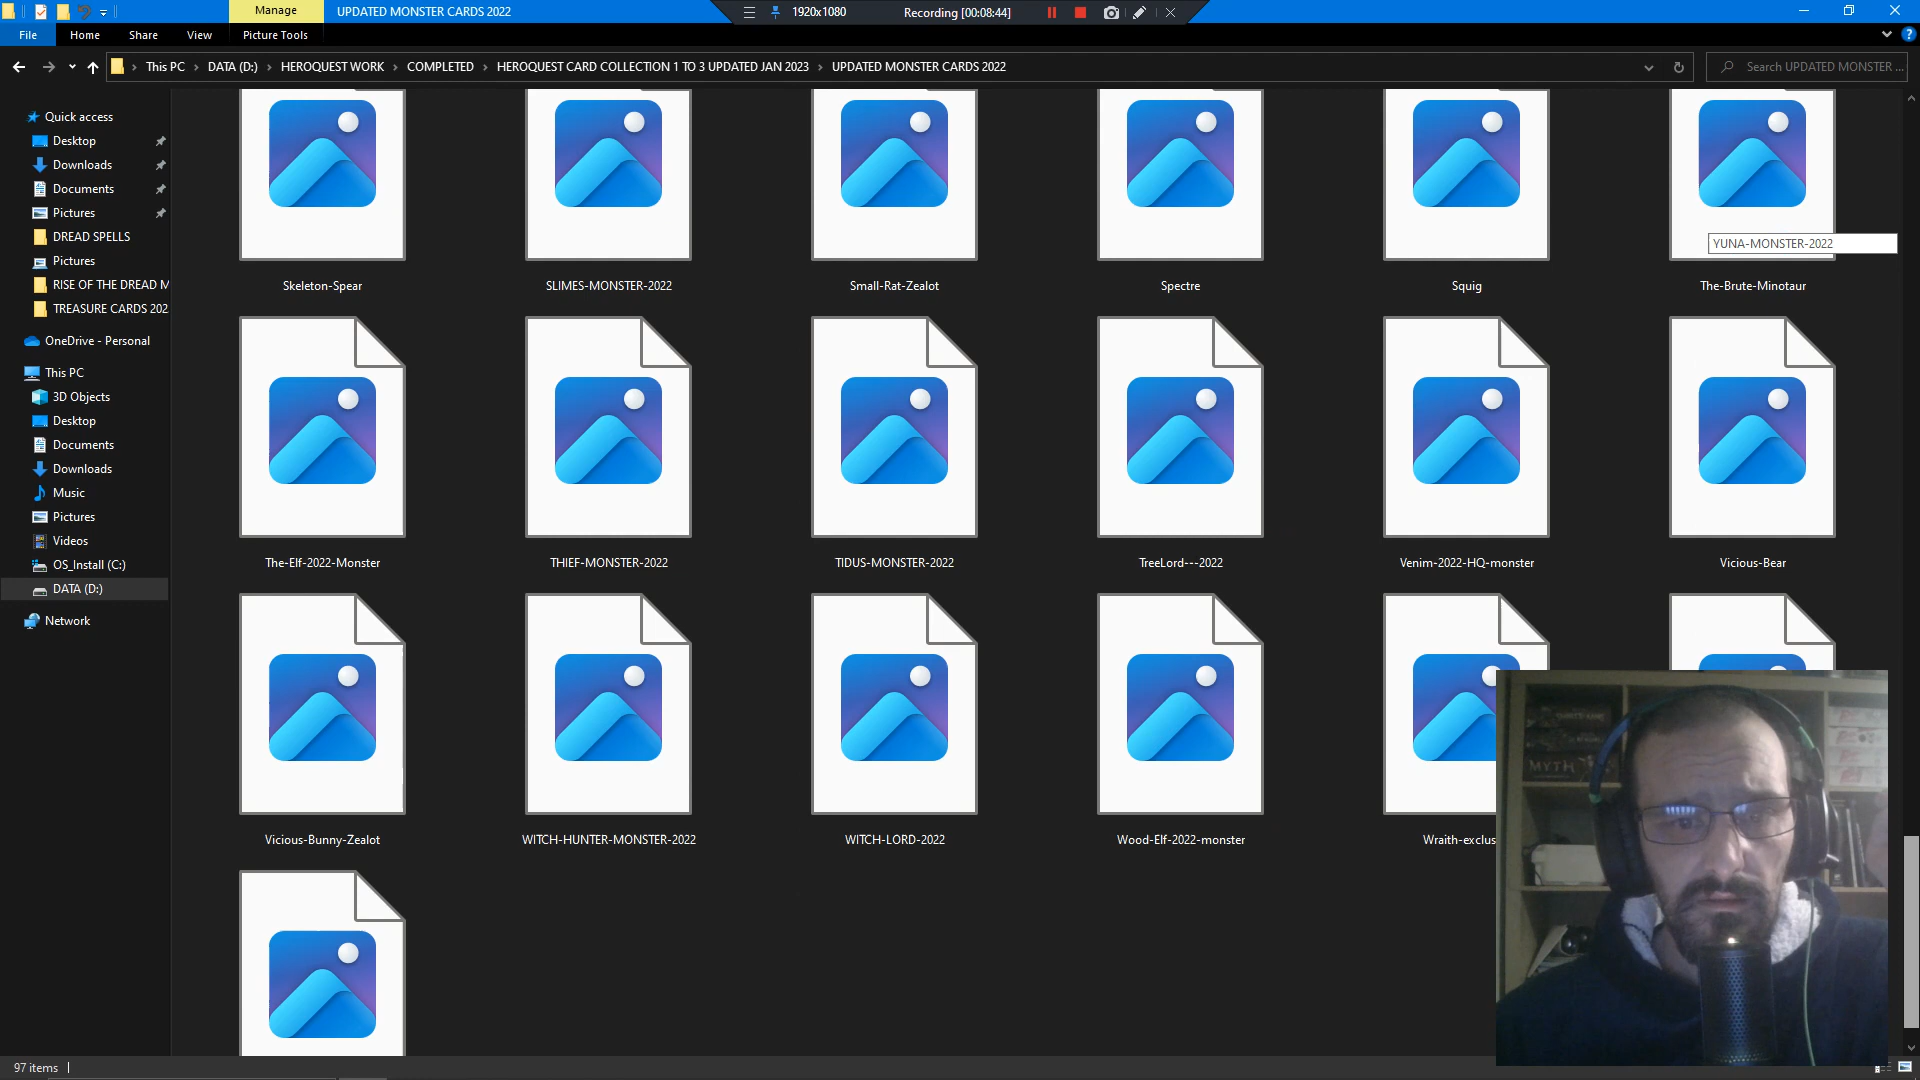 Manage
UPDATED MONSTER CARDS 2022
1920x1080
Recording [00:08:44]
File
Home
Share
View
Picture Tools
This PC
DATA (D:)
HEROQUEST WORK
COMPLETED
HEROQUEST CARD COLLECTION 1 TO 3 UPDATED JAN 2023
UPDATED MONSTER CARDS 2022
Search UPDATED MONSTER ...
Quick access
Desktop
Downloads
Documents
Pictures
DREAD SPELLS
Pictures
RISE OF THE DREAD M
TREASURE CARDS 202
OneDrive - Personal
This PC
3D Objects
Desktop
Documents
Downloads
Music
Pictures
Videos
OS_Install (C:)
DATA (D:)
Network
YUNA-MONSTER-2022
Skeleton-Spear
SLIMES-MONSTER-2022
Small-Rat-Zealot
Spectre
Squig
The-Brute-Minotaur
The-Elf-2022-Monster
THIEF-MONSTER-2022
TIDUS-MONSTER-2022
TreeLord---2022
Venim-2022-HQ-monster
Vicious-Bear
Vicious-Bunny-Zealot
WITCH-HUNTER-MONSTER-2022
WITCH-LORD-2022
Wood-Elf-2022-monster
Wraith-exclus
MYTH
97 items